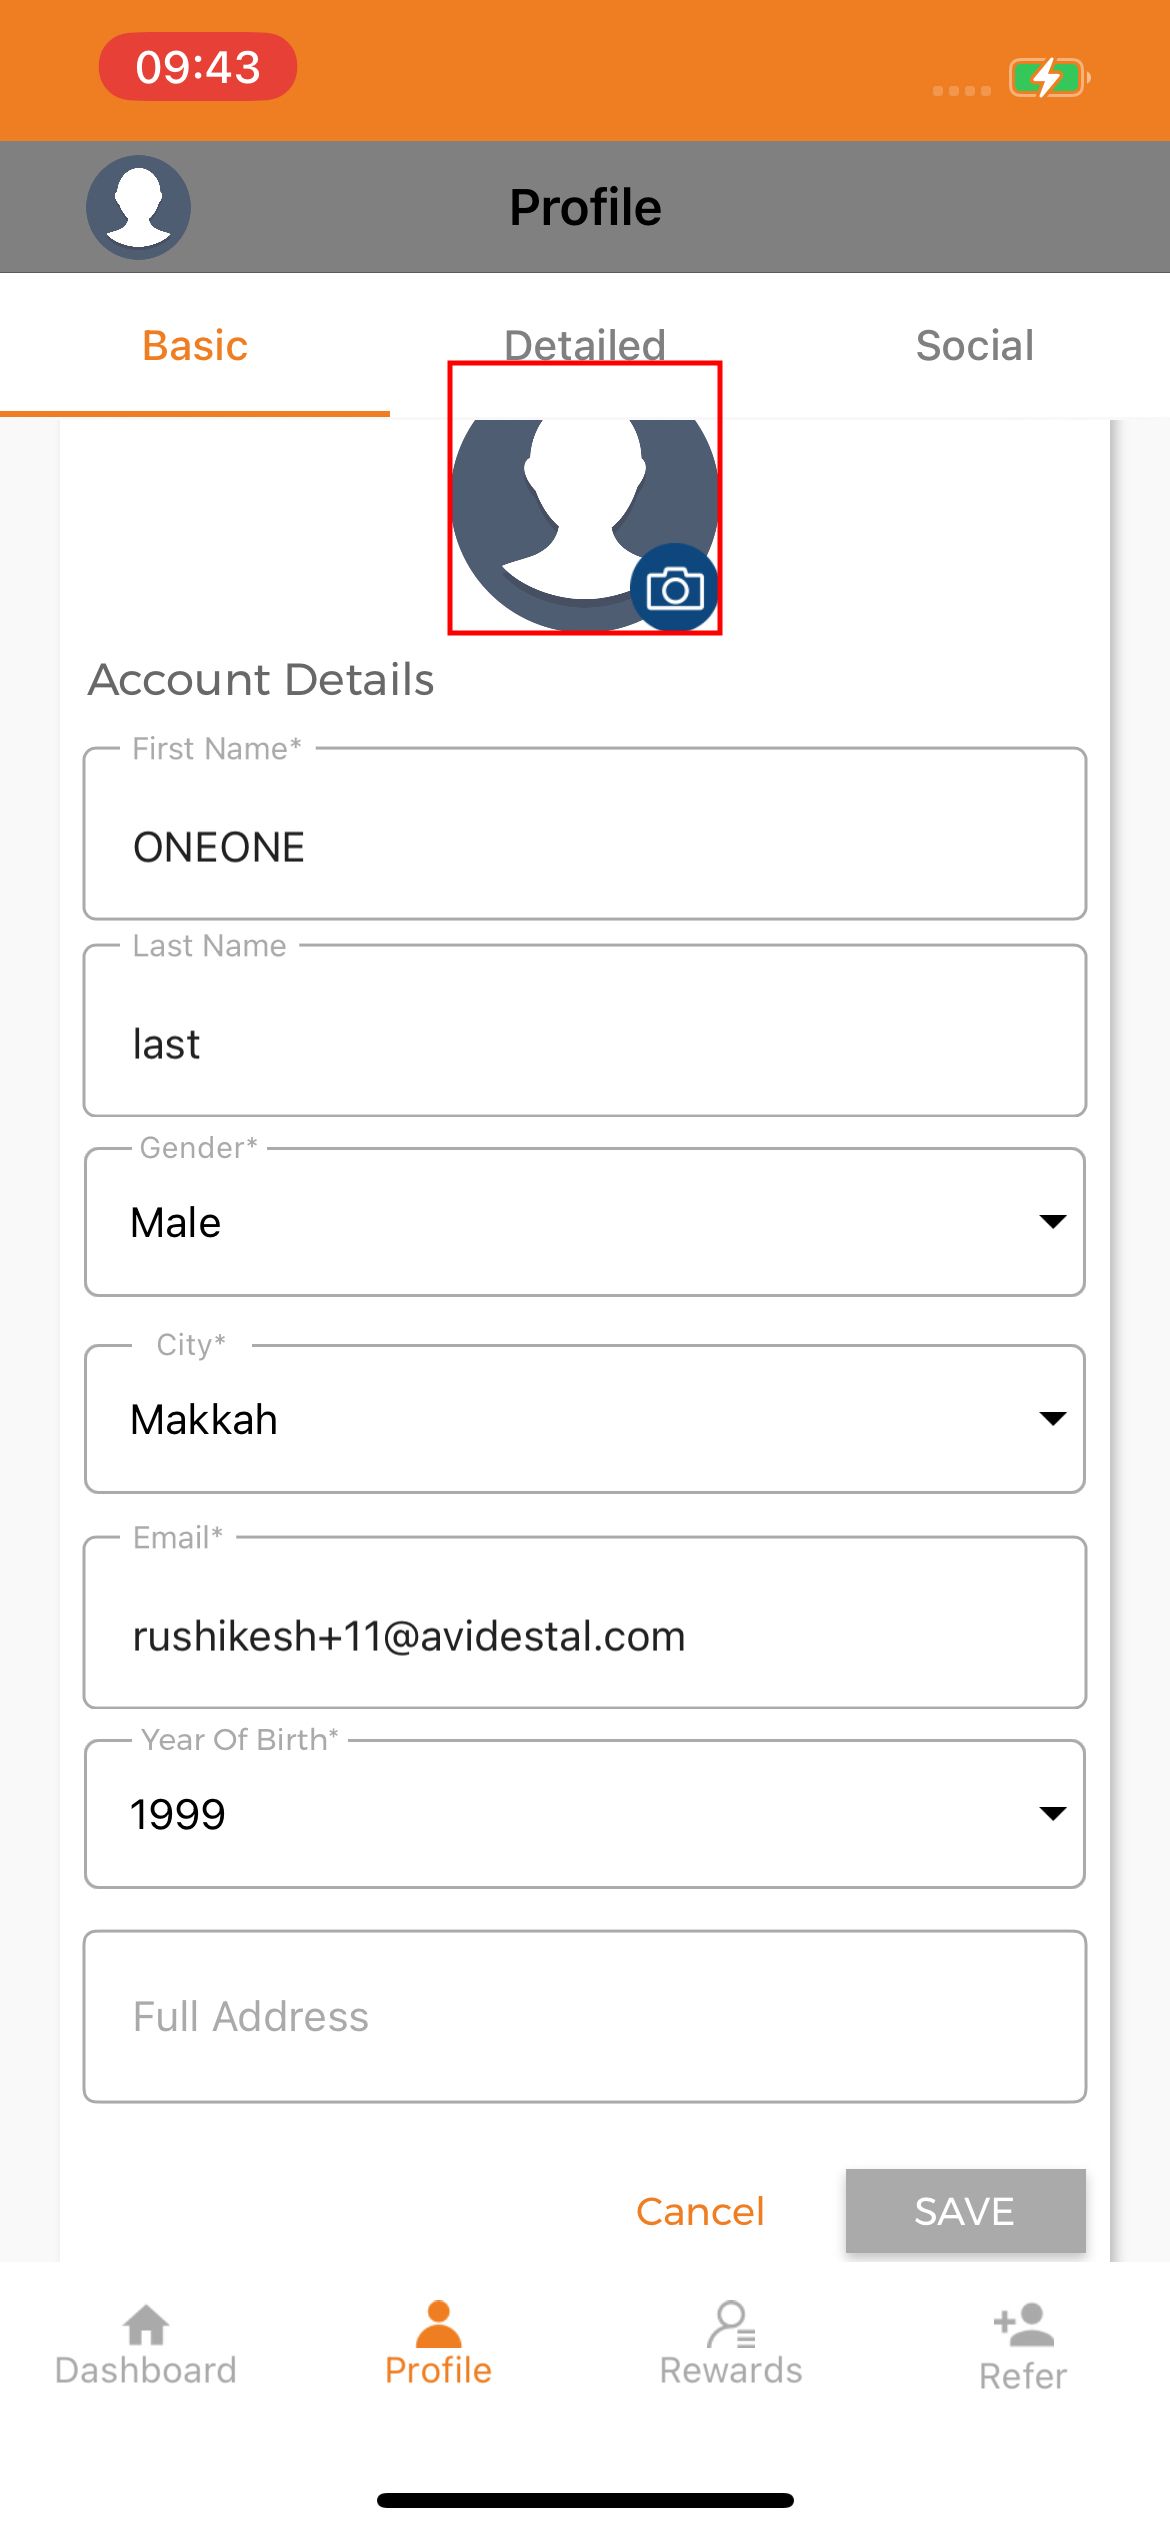 09:43
Profile
Basic
Detailed
Social
Account Details
First Name*
ONEONE
Last Name
last
Gender*
Male
City*
Makkah
Email*
rushikesh+11@avidestal.com
Year Of Birth*
1999
Full Address
Cancel
SAVE
Dashboard
Profile
Rewards
Refer